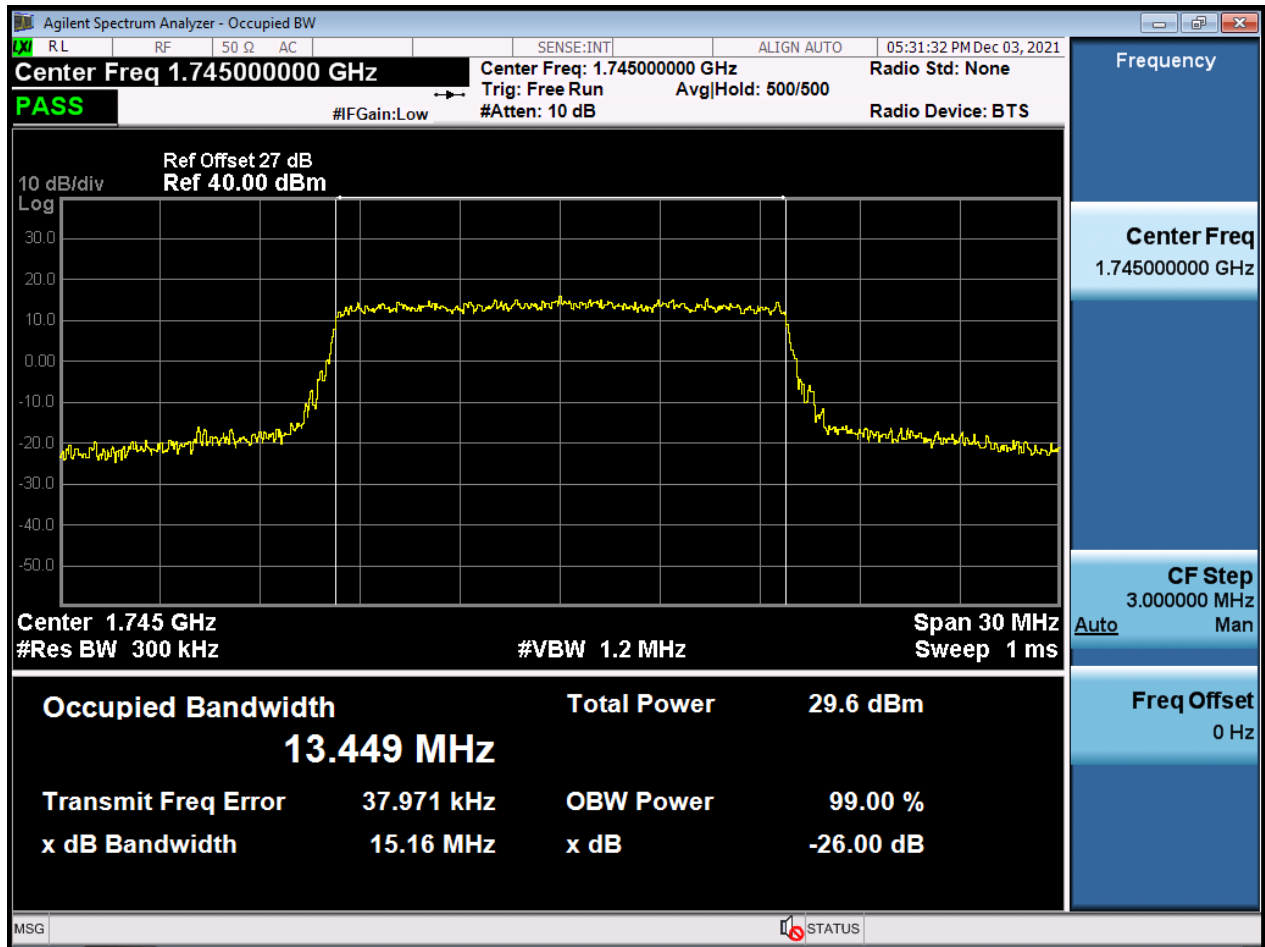 Agilent Spectrum Analyzer - Occupied BW
LXI RL RF 50 Ω AC SENSE:INT ALIGN AUTO 05:31:32 PM Dec 03, 2021
Center Freq 1.745000000 GHz
PASS
#IFGain:Low
Center Freq: 1.745000000 GHz
Trig: Free Run Avg|Hold: 500/500
#Atten: 10 dB
Radio Std: None
Radio Device: BTS
Ref Offset 27 dB
10 dB/div Ref 40.00 dBm
Log
30.0
20.0
10.0
0.00
-10.0
-20.0
-30.0
-40.0
-50.0
Center 1.745 GHz Span 30 MHz
#Res BW 300 kHz #VBW 1.2 MHz Sweep 1 ms
Occupied Bandwidth Total Power 29.6 dBm
13.449 MHz
Transmit Freq Error 37.971 kHz OBW Power 99.00 %
x dB Bandwidth 15.16 MHz x dB -26.00 dB
Frequency
Center Freq
1.745000000 GHz
CF Step
3.000000 MHz
Auto Man
Freq Offset
0 Hz
MSG STATUS